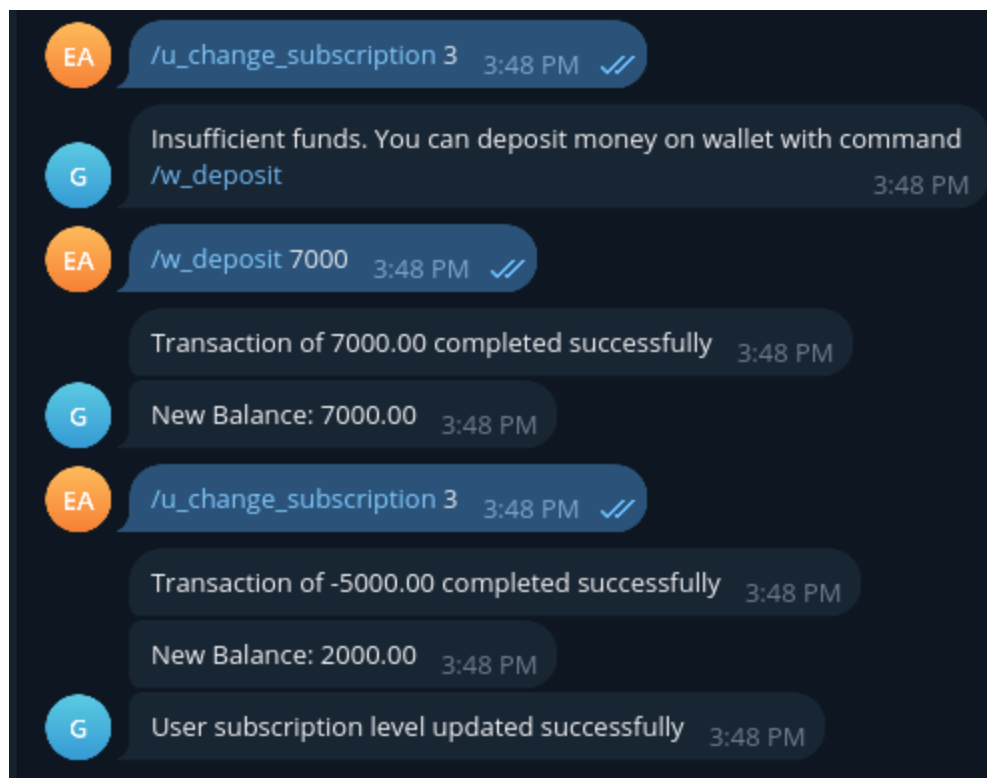 EA
/u_change_subscription 3 3:48 PM
Insufficient funds. You can deposit money on wallet with command
/w_deposit
3:48 PM
G
EA
/w_deposit 7000 3:48 PM
Transaction of 7000.00 completed successfully 3:48 PM
G
New Balance: 7000.00 3:48 PM
EA
/u_change_subscription 3 3:48 PM
Transaction of -5000.00 completed successfully 3:48 PM
New Balance: 2000.00 3:48 PM
G
User subscription level updated successfully 3:48 PM